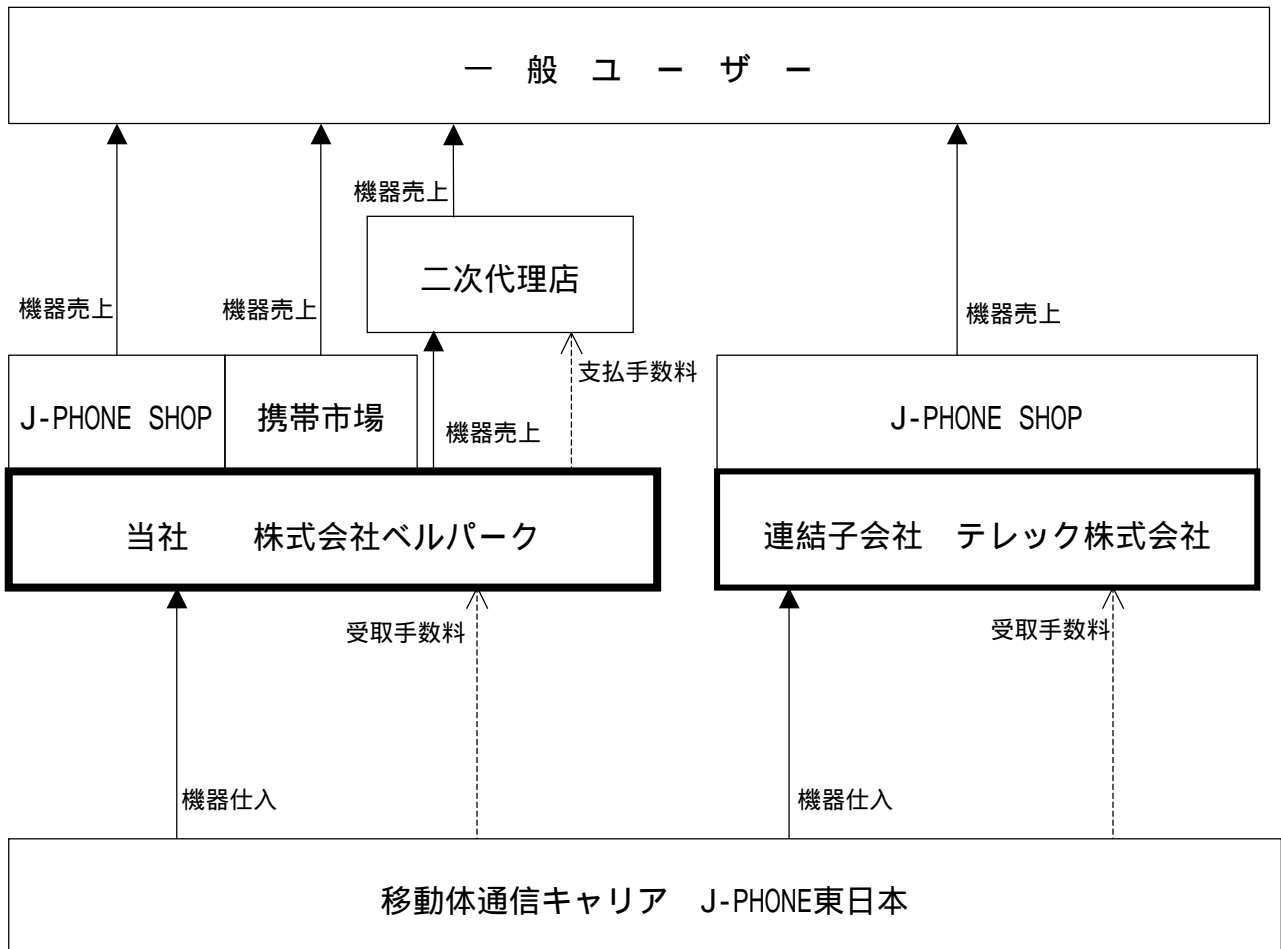 一 般 ユ ー ザ ー
機器売上
二次代理店
機器売上
機器売上
機器売上
支払手数料
J-PHONE SHOP
携帯市場
機器売上
J-PHONE SHOP
当社　　株式会社ベルパーク
連結子会社　テレック株式会社
受取手数料
受取手数料
機器仕入
機器仕入
移動体通信キャリア　J-PHONE東日本